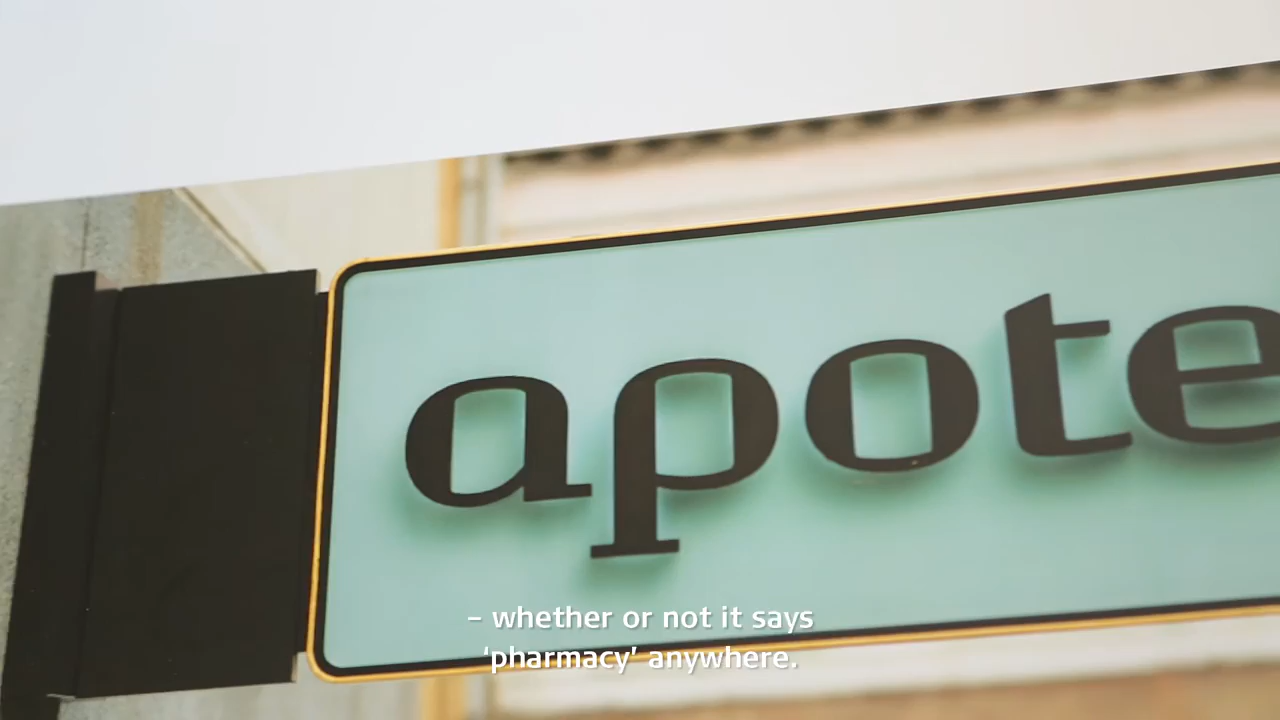 apote
– whether or not it says
‘pharmacy’ anywhere.